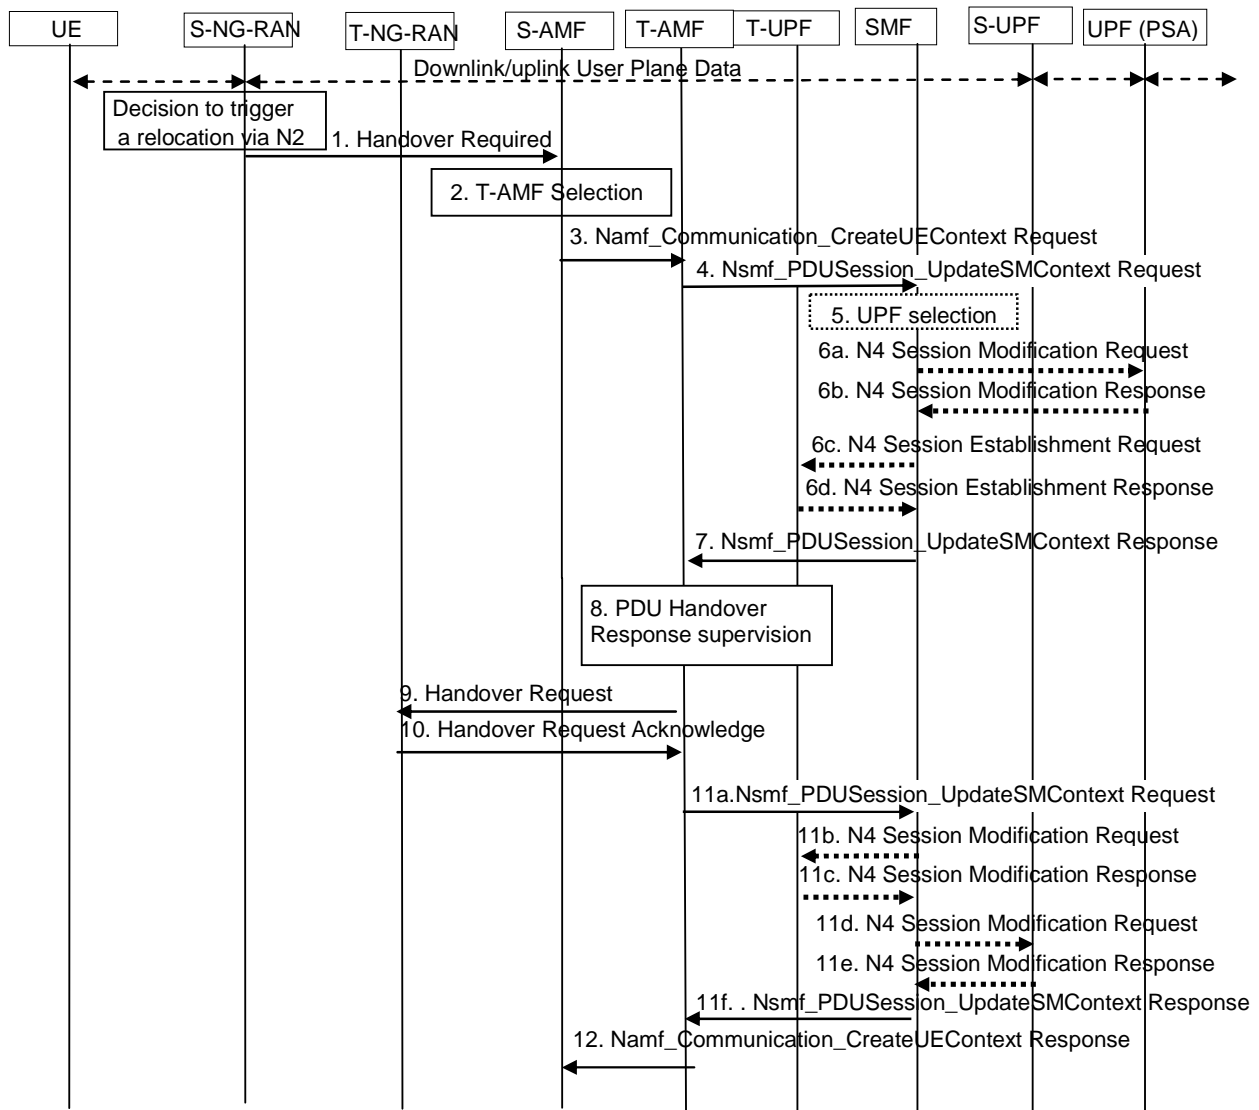 UE
S-NG-RAN
T-NG-RAN
S-AMF
T-AMF
T-UPF
SMF
S-UPF
UPF (PSA)
Downlink/uplink User Plane Data
Decision to trigger
a relocation via N2
1. Handover Required
2. T-AMF Selection
3. Namf_Communication_CreateUEContext Request
4. Nsmf_PDUSession_UpdateSMContext Request
5. UPF selection
6a. N4 Session Modification Request
6b. N4 Session Modification Response
6c. N4 Session Establishment Request
6d. N4 Session Establishment Response
7. Nsmf_PDUSession_UpdateSMContext Response
8. PDU Handover
Response supervision
9. Handover Request
10. Handover Request Acknowledge
11a.Nsmf_PDUSession_UpdateSMContext Request
11b. N4 Session Modification Request
11c. N4 Session Modification Response
11d. N4 Session Modification Request
11e. N4 Session Modification Response
11f. . Nsmf_PDUSession_UpdateSMContext Response
12. Namf_Communication_CreateUEContext Response